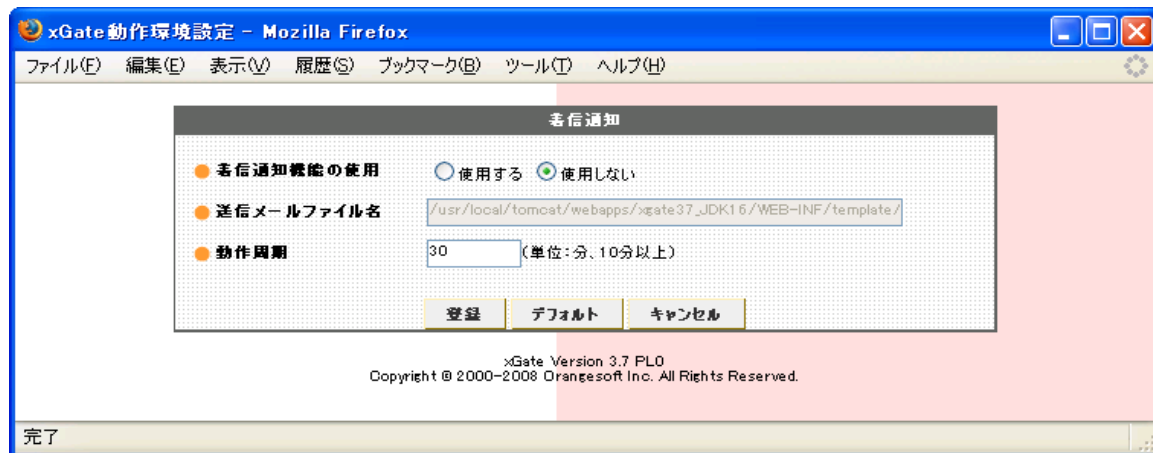 xGate動作環境設定 - Mozilla Firefox
ファイル(F) 編集(E) 表示(V) 履歴(S) ブックマーク(B) ツール(T) ヘルプ(H)
着信通知
着信通知機能の使用 使用する 使用しない
送信メールファイル名 /usr/local/tomcat/webapps/xgate37_JDK16/WEB-INF/template/
動作周期 30 (単位:分、10分以上)
登録 デフォルト キャンセル
xGate Version 3.7 PL0
Copyright © 2000-2008 Orangesoft Inc. All Rights Reserved.
完了